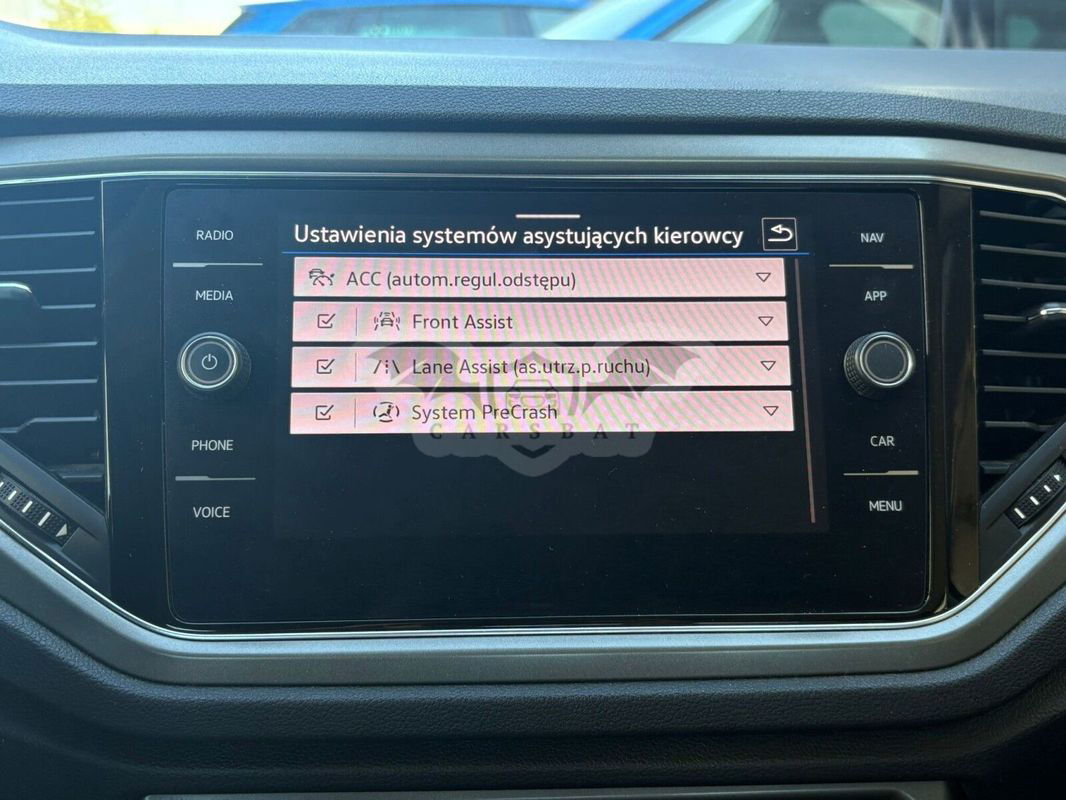 RADIO
MEDIA
PHONE
VOICE
Ustawienia systemów asystujących kierowcy
ACC (autom.regul.odstępu)
Front Assist
Lane Assist (as.utrz.p.ruchu)
System PreCrash
CARSBAT
NAV
APP
CAR
MENU